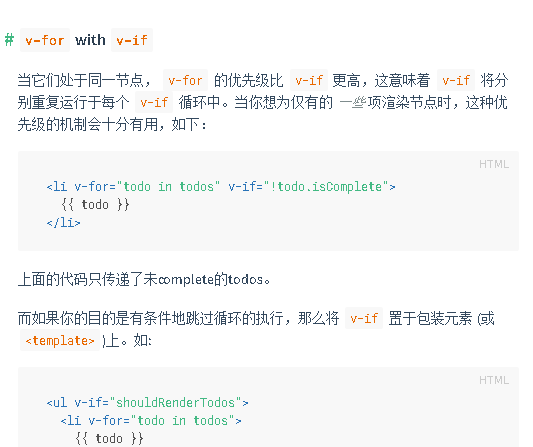 # v-for with v-if
当它们处于同一节点， v-for 的优先级比 v-if 更高，这意味着 v-if 将分
别重复运行于每个 v-if 循环中。当你想为仅有的 一些 项渲染节点时，这种优
先级的机制会十分有用，如下：
HTML
<li v-for="todo in todos" v-if="!todo.isComplete">
{{ todo }}
</li>
上面的代码只传递了未complete的todos。
而如果你的目的是有条件地跳过循环的执行，那么将 v-if 置于包装元素 (或
<template> )上。如:
HTML
<ul v-if="shouldRenderTodos">
<li v-for="todo in todos">
{{ todo }}